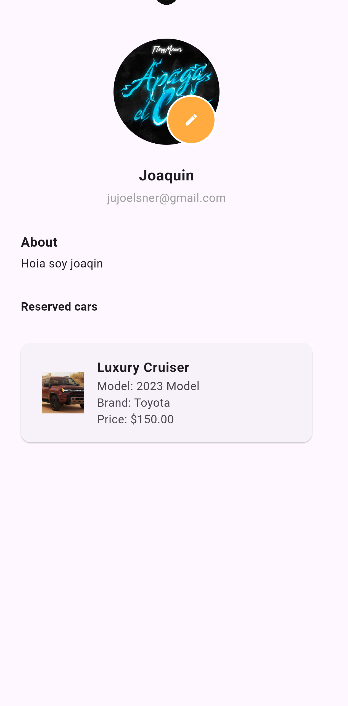 Apaga
el
Joaquin
jujoelsner@gmail.com
About
Hoia soy joaqin
Reserved cars
Luxury Cruiser
Model: 2023 Model
Brand: Toyota
Price: $150.00